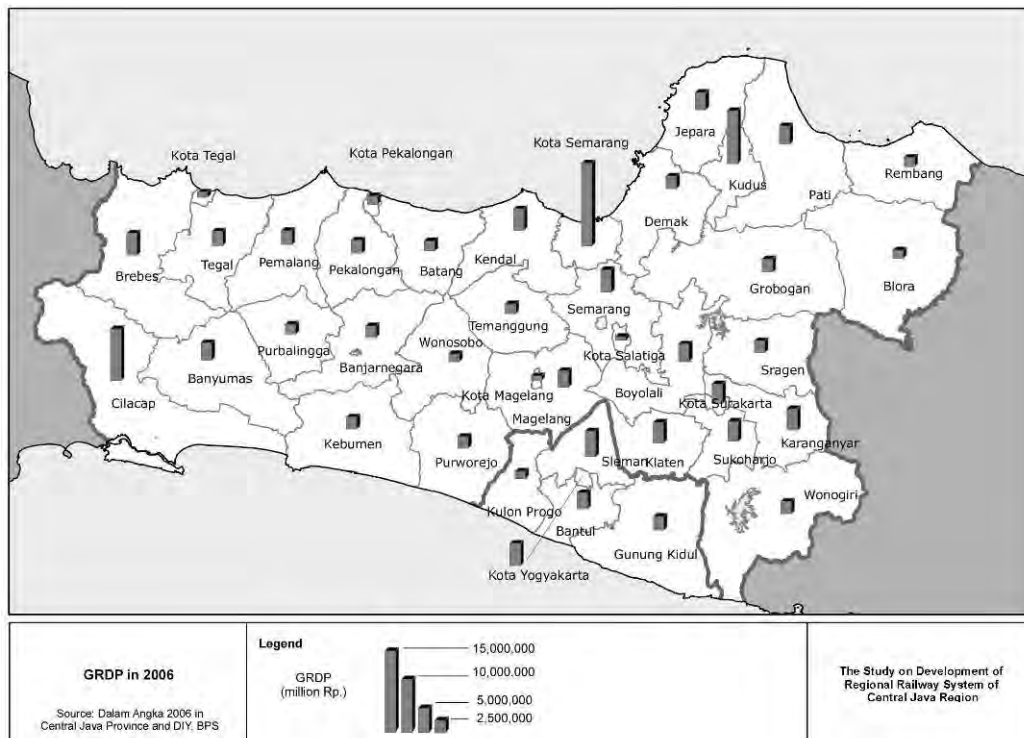 Kota Tegal
Kota Pekalongan
Kota Semarang
Jepara
Kudus
Pati
Rembang
Demak
Brebes
Tegal
Pemalang
Pekalongan
Batang
Kendal
Grobogan
Blora
Semarang
Temanggung
Purbalingga
Banjarnegara
Wonosobo
Kota Salatiga
Sragen
Cilacap
Banyumas
Kota Magelang
Boyolali
Kota Surakarta
Magelang
Kebumen
Purworejo
Sleman
Klaten
Sukoharjo
Karanganyar
Kulon Progo
Bantul
Gunung Kidul
Wonogiri
Kota Yogyakarta
GRDP in 2006
Source: Dalam Angka 2006 in
Central Java Province and DIY, BPS
Legend
GRDP
(million Rp.)
15,000,000
10,000,000
5,000,000
2,500,000
The Study on Development of
Regional Railway System of
Central Java Region